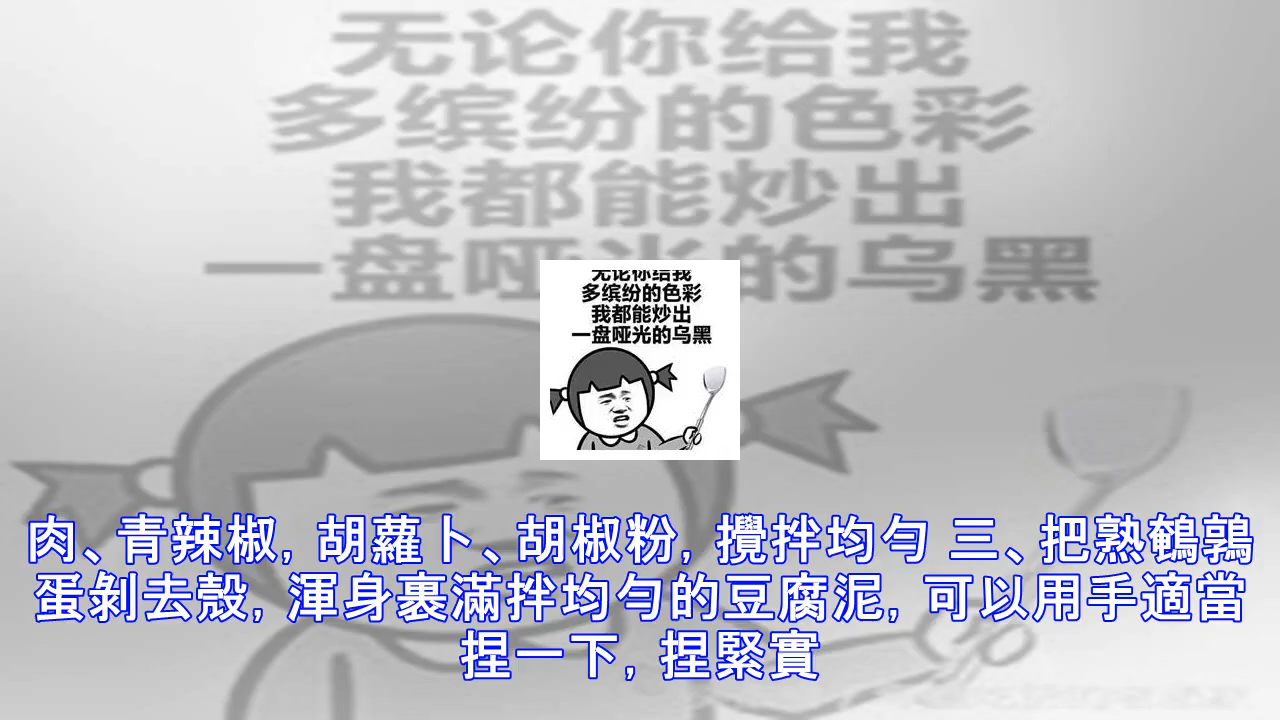 无论你给我
多缤纷的色彩
我都能炒出
一盘哑光的乌黑
无论你给我
多缤纷的色彩
我都能炒出
一盘哑光的乌黑
肉、青辣椒, 胡蘿卜、胡椒粉, 攪拌均勻 三、把熟鵪鶉
蛋剝去殼, 渾身裹滿拌均勻的豆腐泥, 可以用手適當
捏一下, 捏緊實